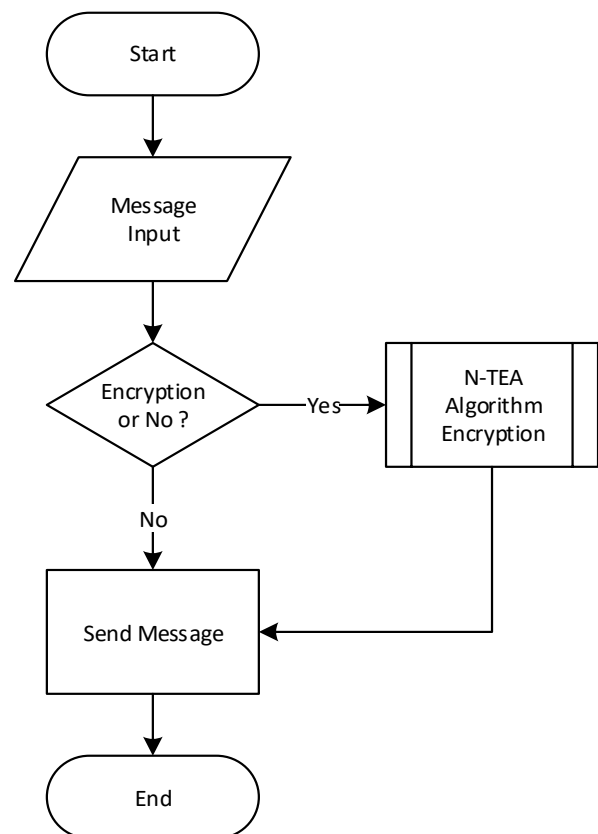 Start
Message
Input
Encryption
or No ?
Yes
N-TEA
Algorithm
Encryption
No
Send Message
End